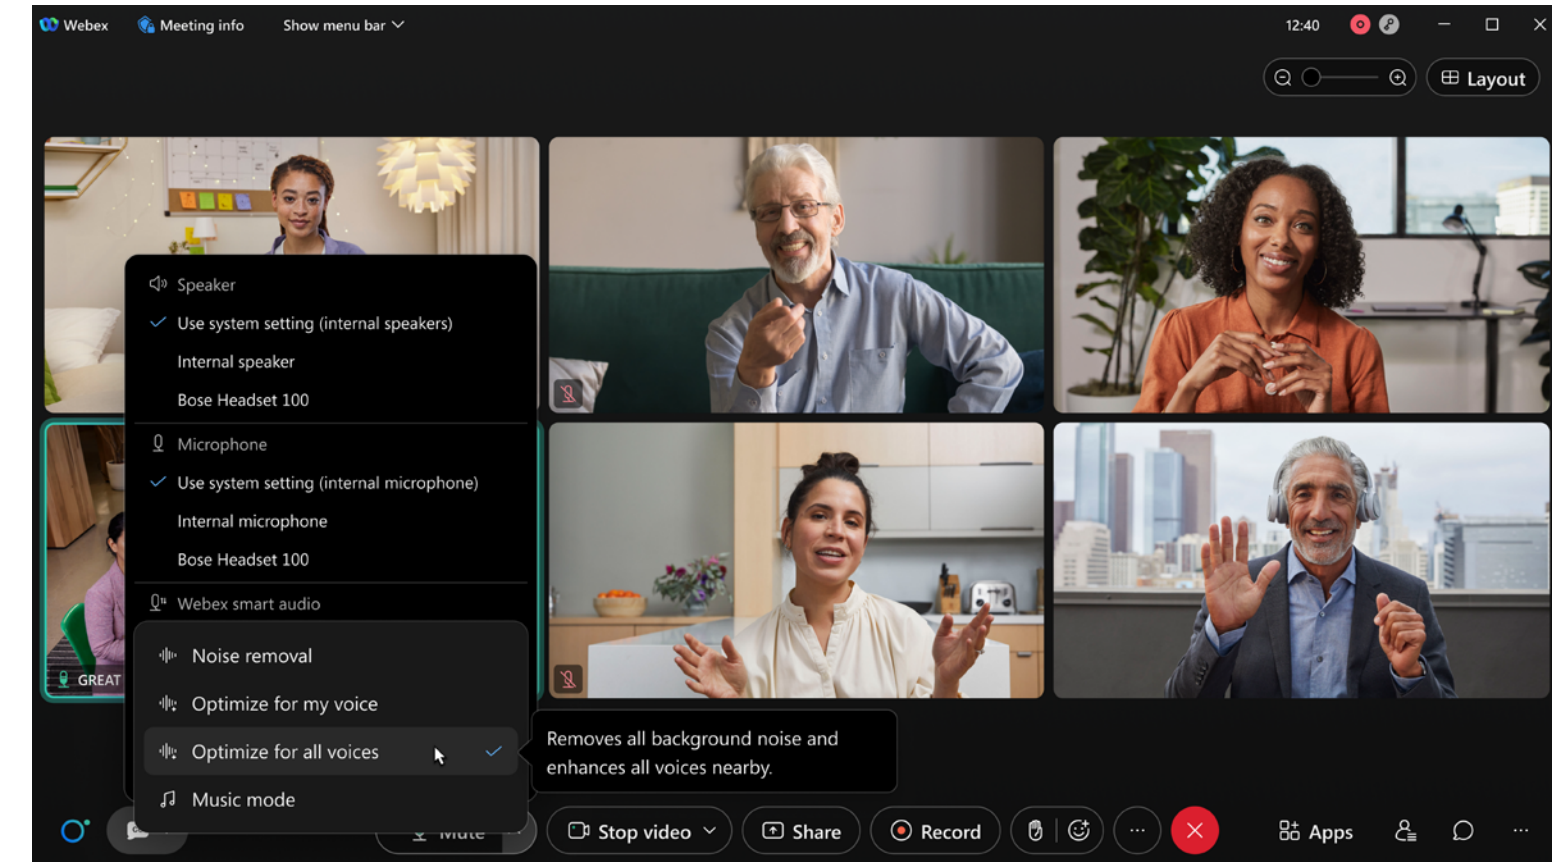 Webex
Meeting info
Show menu bar
12:40
Layout
Speaker
Use system setting (internal speakers)
Internal speaker
Bose Headset 100
Microphone
Use system setting (internal microphone)
Internal microphone
Bose Headset 100
Webex smart audio
Noise removal
GREAT
Optimize for my voice
Optimize for all voices
Removes all background noise and
enhances all voices nearby.
Music mode
Mute
Stop video
Share
Record
Apps